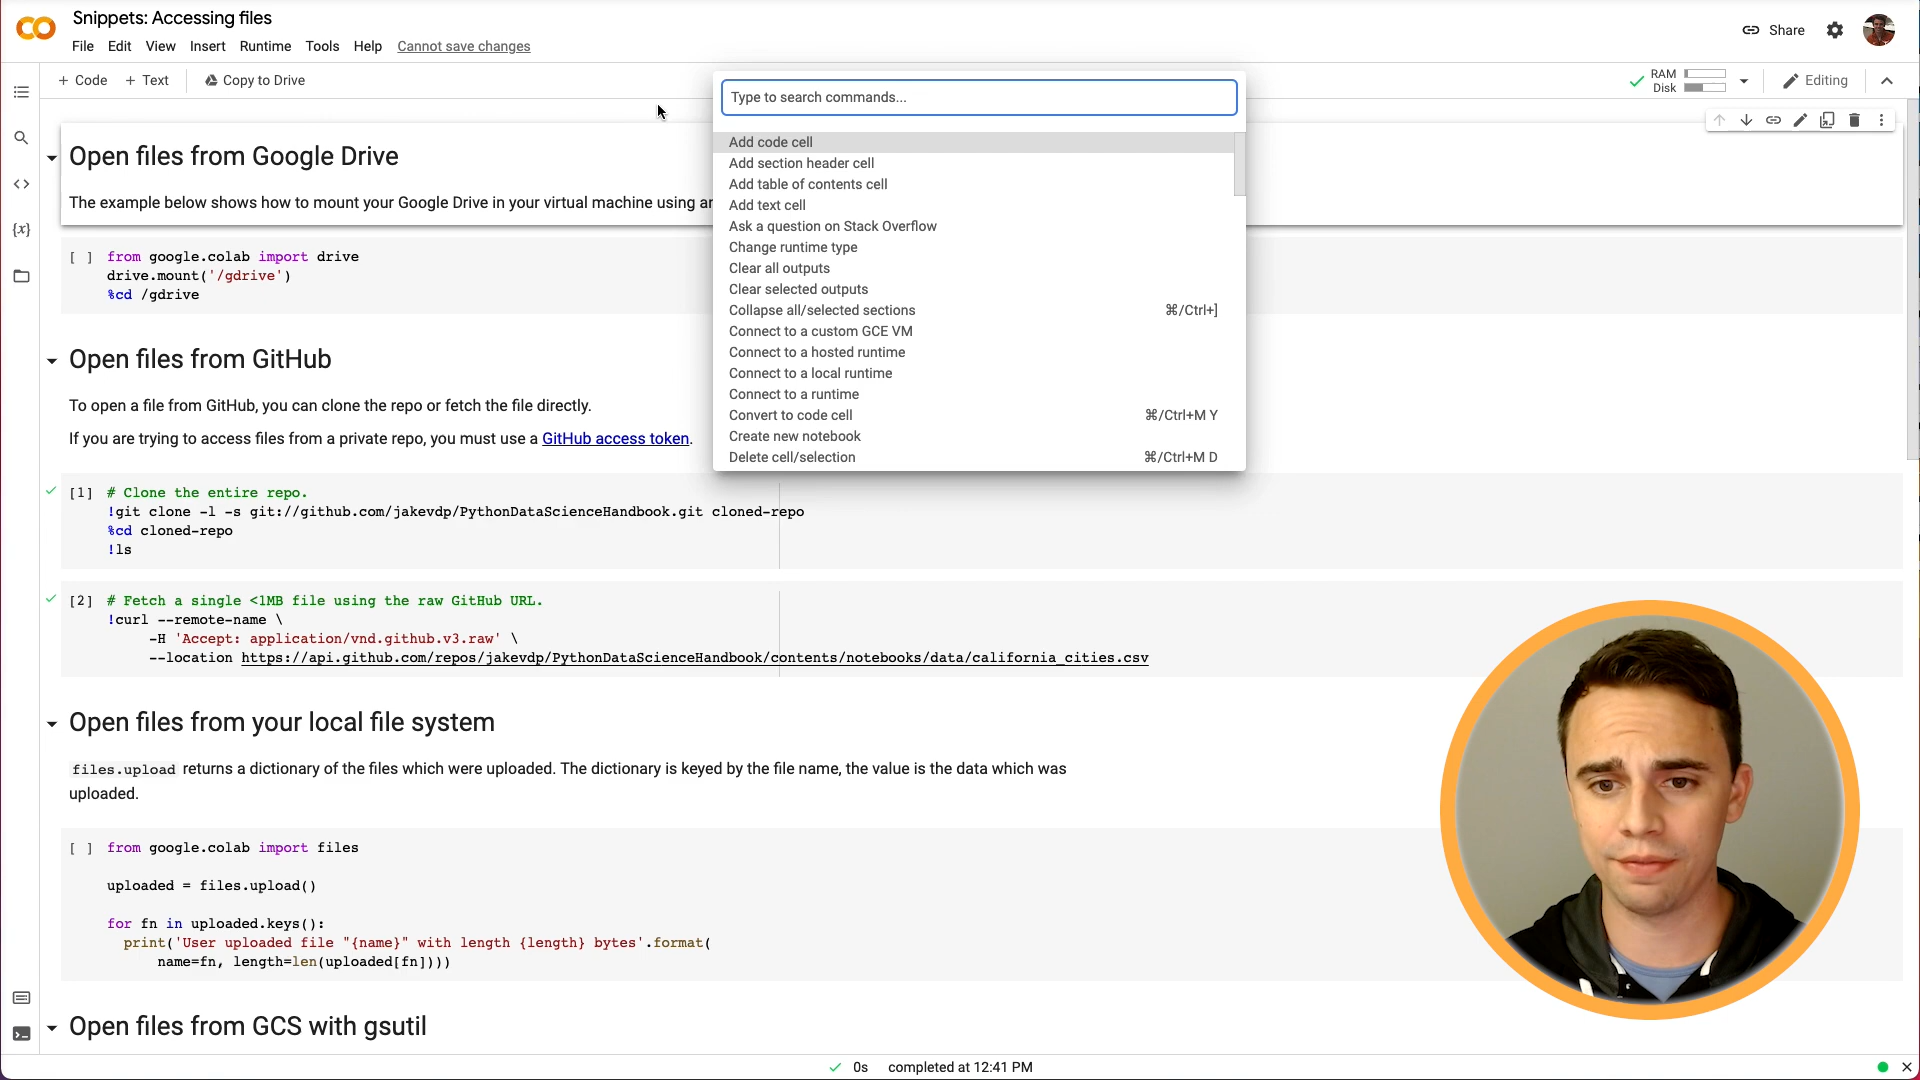 Snippets: Accessing files
File Edit View Insert Runtime Tools Help Cannot save changes
Share
+ Code + Text Copy to Drive
RAM
Disk
Editing
Type to search commands...
Add code cell
Add section header cell
Add table of contents cell
Add text cell
Ask a question on Stack Overflow
Change runtime type
Clear all outputs
Clear selected outputs
Collapse all/selected sections ⌘/Ctrl+]
Connect to a custom GCE VM
Connect to a hosted runtime
Connect to a local runtime
Connect to a runtime
Convert to code cell ⌘/Ctrl+M Y
Create new notebook
Delete cell/selection ⌘/Ctrl+M D
Open files from Google Drive
The example below shows how to mount your Google Drive in your virtual machine using
[ ] from google.colab import drive
drive.mount('/gdrive')
%cd /gdrive
Open files from GitHub
To open a file from GitHub, you can clone the repo or fetch the file directly.
If you are trying to access files from a private repo, you must use a GitHub access token.
[1] # Clone the entire repo.
!git clone -l -s git://github.com/jakevdp/PythonDataScienceHandbook.git cloned-repo
%cd cloned-repo
!ls
[2] # Fetch a single <1MB file using the raw GitHub URL.
!curl --remote-name \
-H 'Accept: application/vnd.github.v3.raw' \
--location https://api.github.com/repos/jakevdp/PythonDataScienceHandbook/contents/notebooks/data/california_cities.csv
Open files from your local file system
files.upload returns a dictionary of the files which were uploaded. The dictionary is keyed by the file name, the value is the data which was
uploaded.
[ ] from google.colab import files
uploaded = files.upload()
for fn in uploaded.keys():
print('User uploaded file "{name}" with length {length} bytes'.format(
name=fn, length=len(uploaded[fn])))
Open files from GCS with gsutil
0s completed at 12:41 PM